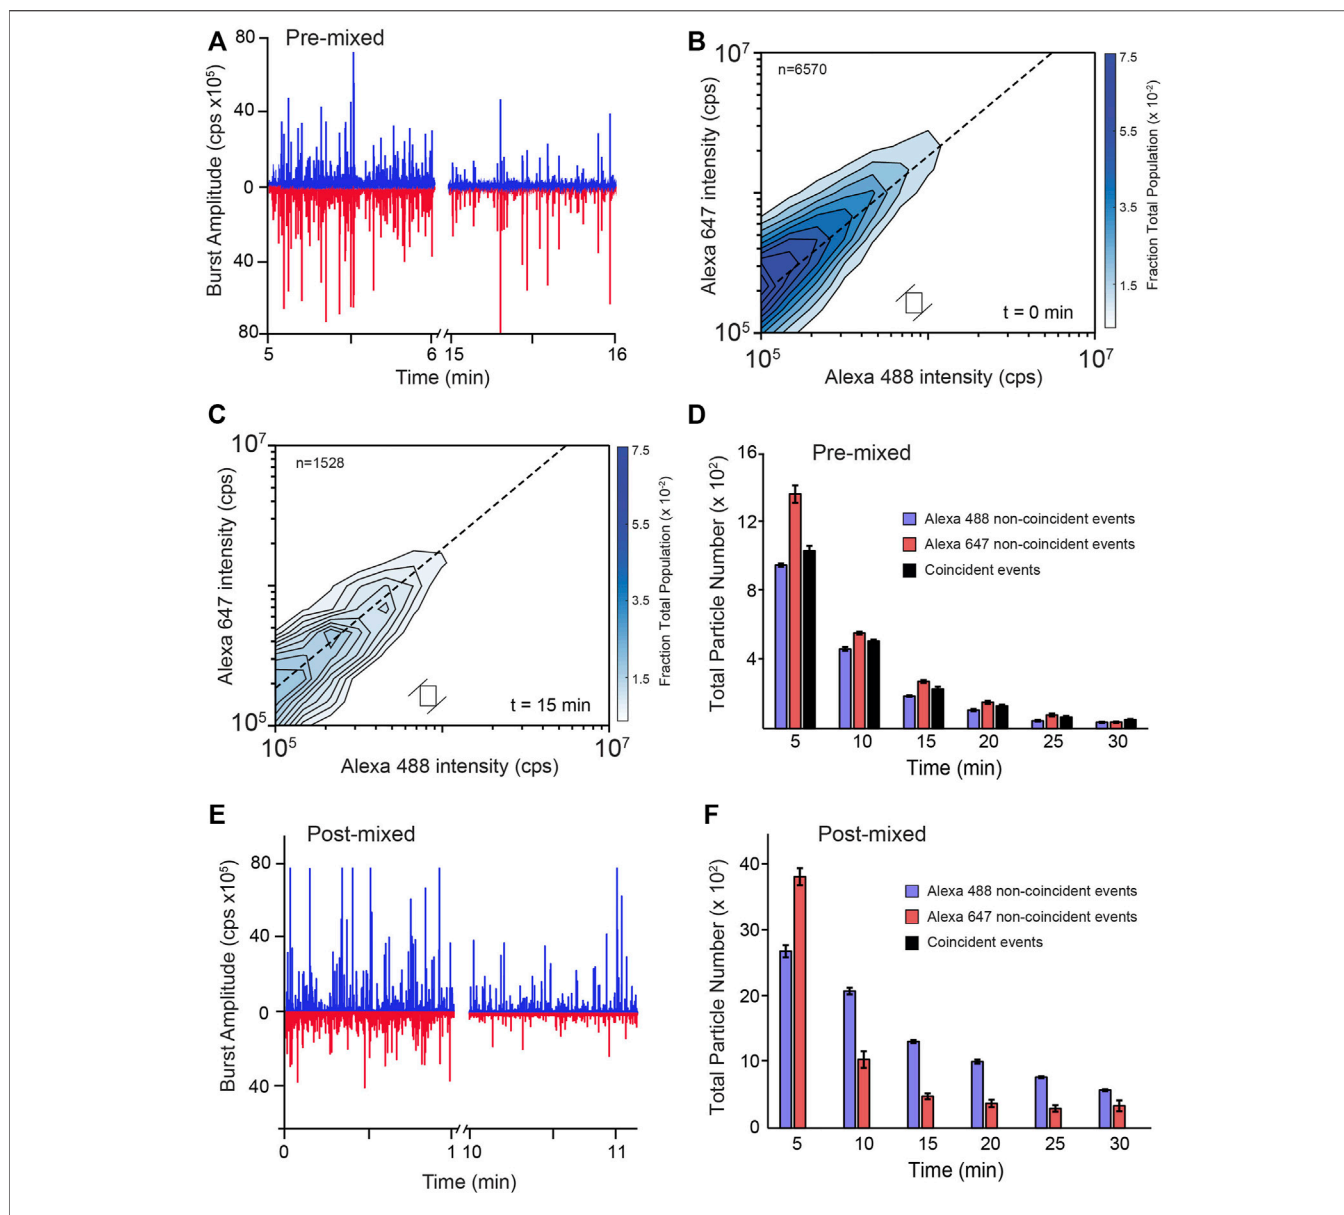 A
Pre-mixed
Burst Amplitude (cps x10⁵)
80
40
0
40
80
5
6
15
16
Time (min)
B
10⁷
n=6570
Alexa 647 intensity (cps)
10⁵
t = 0 min
10⁵
10⁷
Alexa 488 intensity (cps)
7.5
5.5
3.5
1.5
Fraction Total Population (x 10⁻²)
C
10⁷
n=1528
Alexa 647 intensity (cps)
10⁵
t = 15 min
10⁵
10⁷
Alexa 488 intensity (cps)
7.5
5.5
3.5
1.5
Fraction Total Population (x 10⁻²)
D
Pre-mixed
Total Particle Number (x 10²)
16
12
8
4
Alexa 488 non-coincident events
Alexa 647 non-coincident events
Coincident events
5
10
15
20
25
30
Time (min)
E
Post-mixed
Burst Amplitude (cps x10⁵)
80
40
0
40
0
1
10
11
Time (min)
F
Post-mixed
Total Particle Number (x 10²)
40
30
20
10
0
Alexa 488 non-coincident events
Alexa 647 non-coincident events
Coincident events
5
10
15
20
25
30
Time (min)